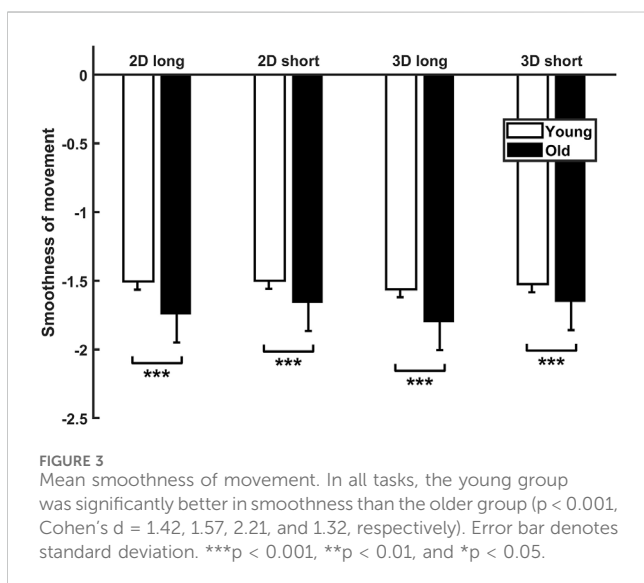 2D long 2D short 3D long 3D short
0
-0.5
-1
-1.5
-2
-2.5
Smoothness of movement
Young
Old
*** *** *** ***
FIGURE 3
Mean smoothness of movement. In all tasks, the young group
was significantly better in smoothness than the older group (p < 0.001,
Cohen's d = 1.42, 1.57, 2.21, and 1.32, respectively). Error bar denotes
standard deviation. ***p < 0.001, **p < 0.01, and *p < 0.05.